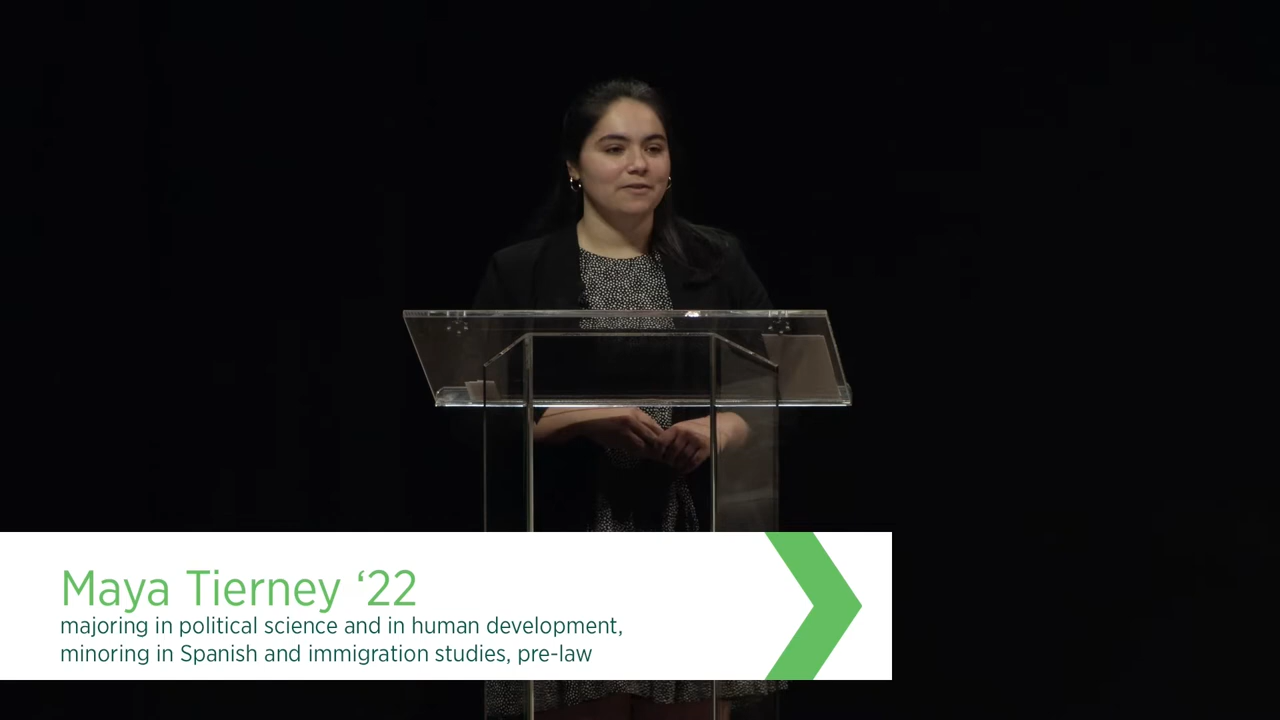 Maya Tierney ‘22
majoring in political science and in human development,
minoring in Spanish and immigration studies, pre-law